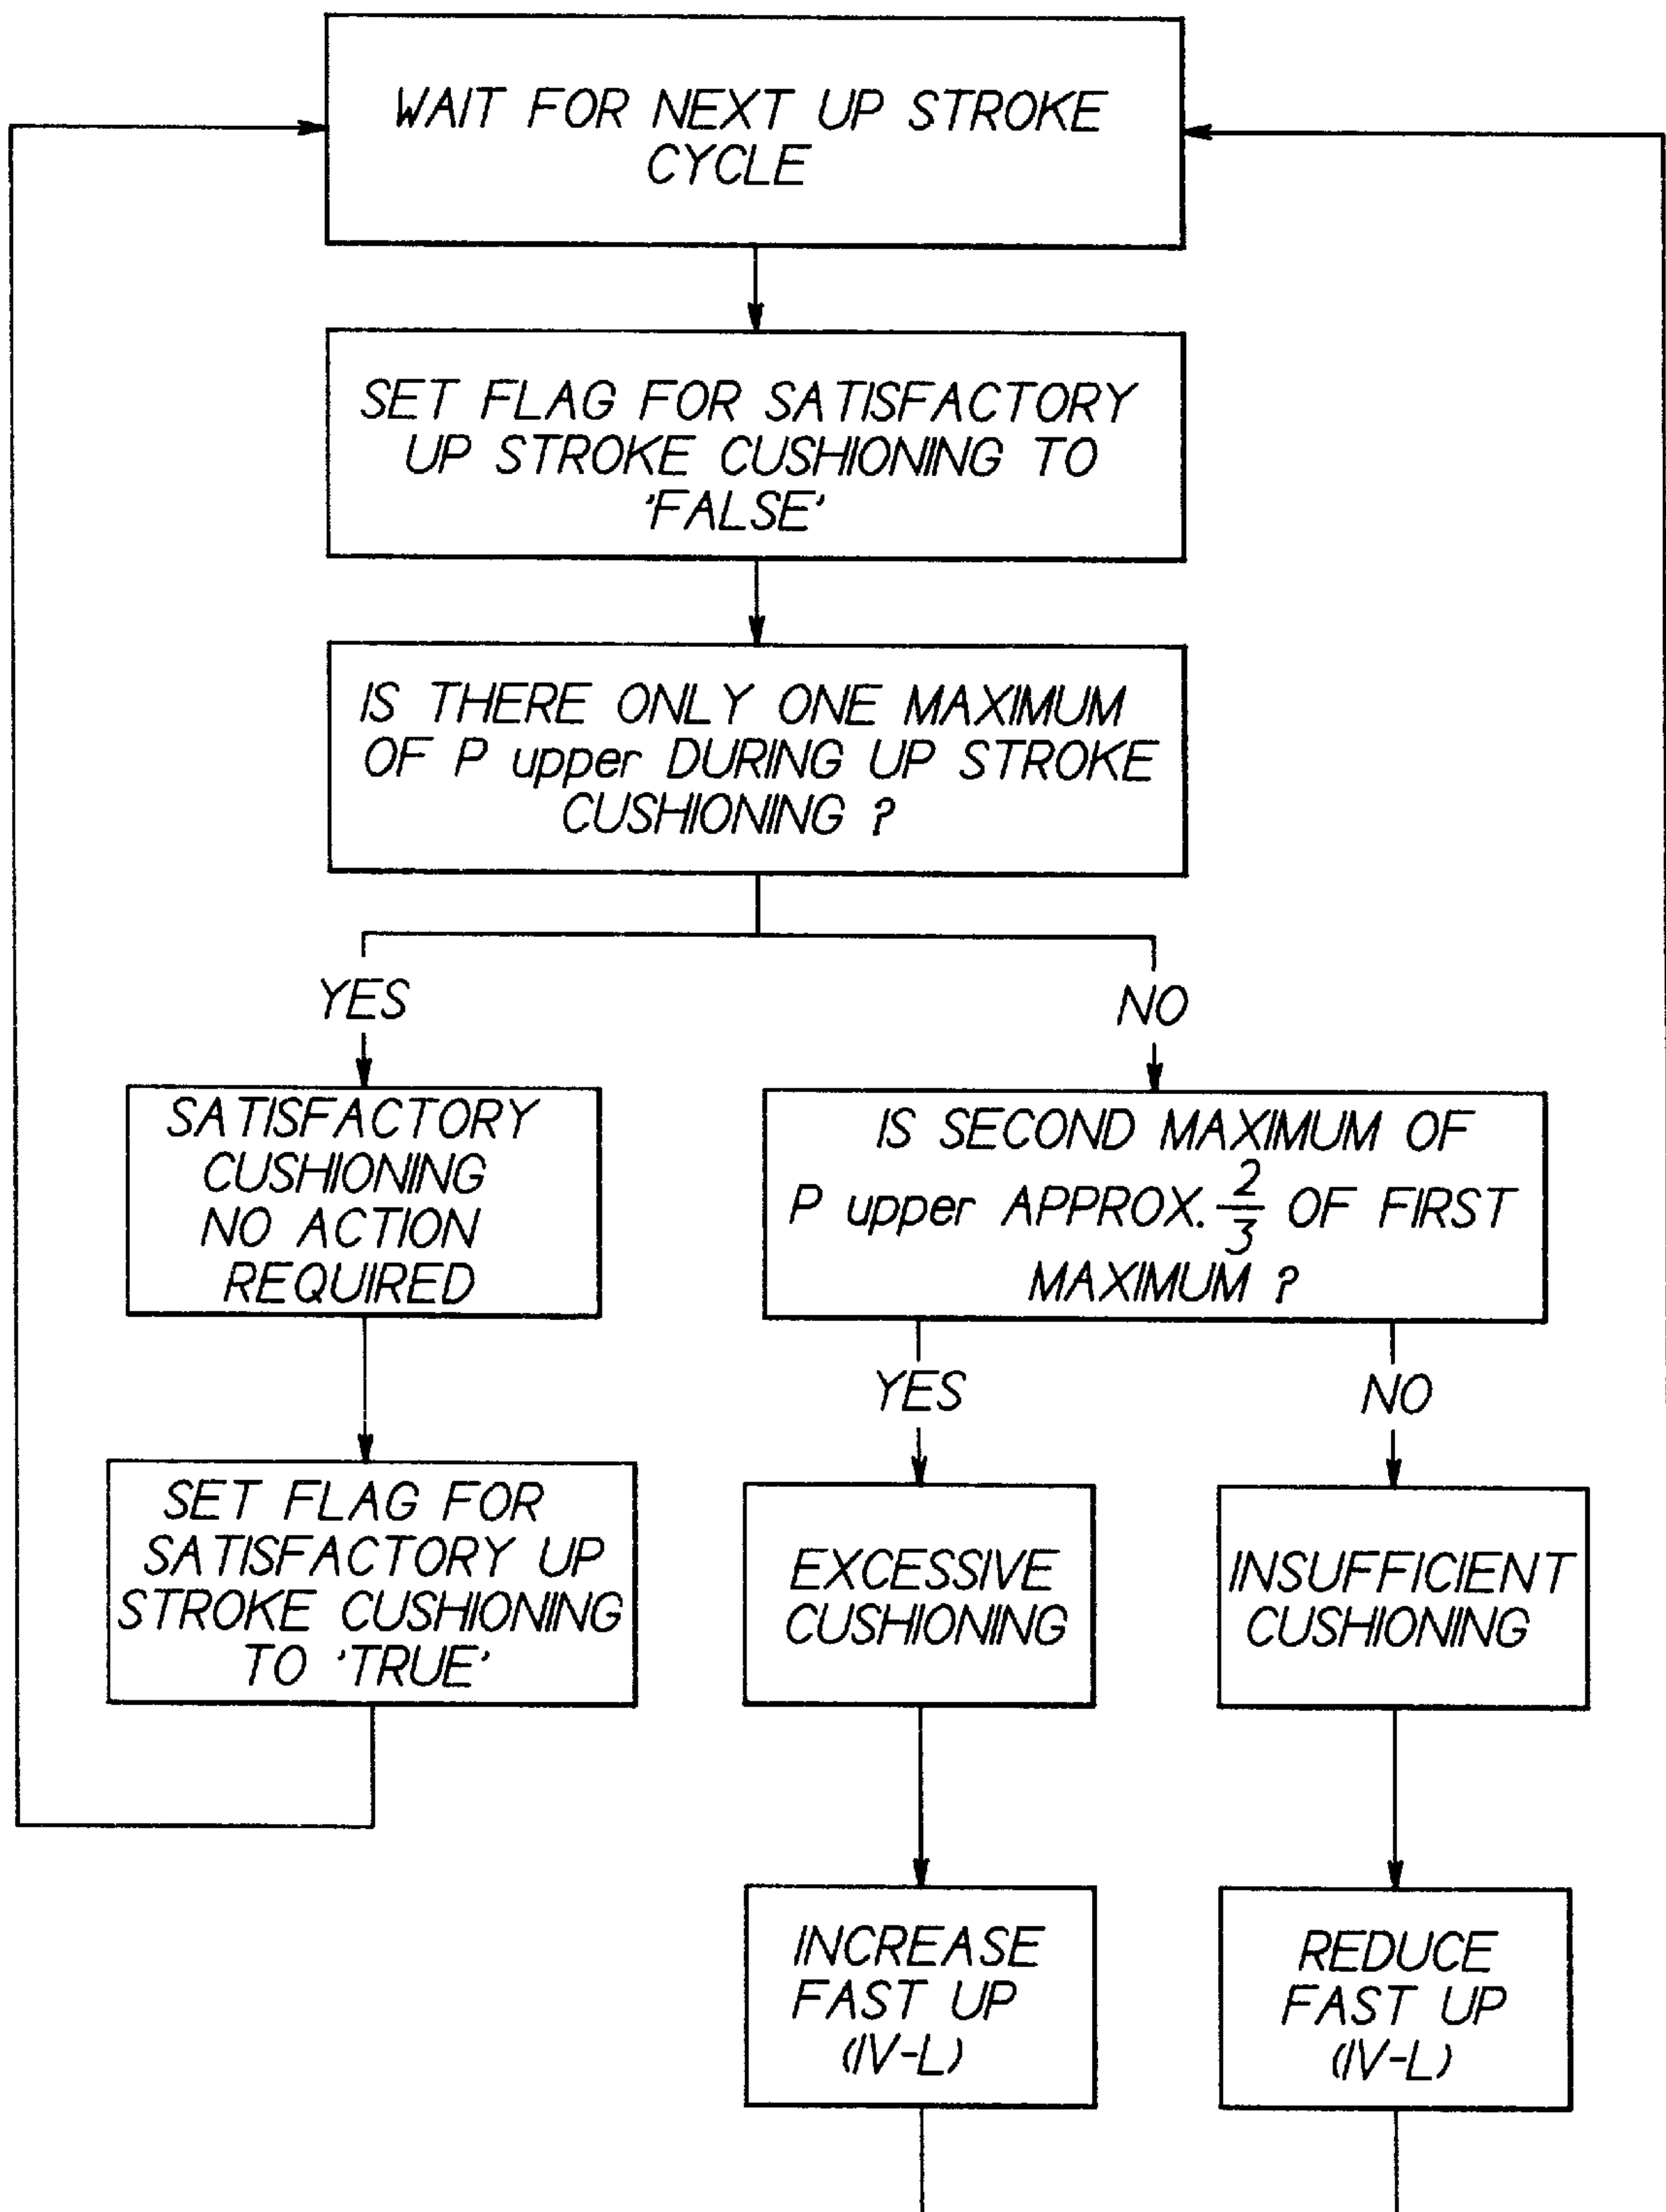 WAIT FOR NEXT UP STROKE
CYCLE
SET FLAG FOR SATISFACTORY
UP STROKE CUSHIONING TO
'FALSE'
IS THERE ONLY ONE MAXIMUM
OF P upper DURING UP STROKE
CUSHIONING ?
YES
NO
SATISFACTORY
CUSHIONING
NO ACTION
REQUIRED
IS SECOND MAXIMUM OF
P upper APPROX. 2/3 OF FIRST
MAXIMUM ?
YES
NO
SET FLAG FOR
SATISFACTORY UP
STROKE CUSHIONING
TO 'TRUE'
EXCESSIVE
CUSHIONING
INSUFFICIENT
CUSHIONING
INCREASE
FAST UP
(IV-L)
REDUCE
FAST UP
(IV-L)